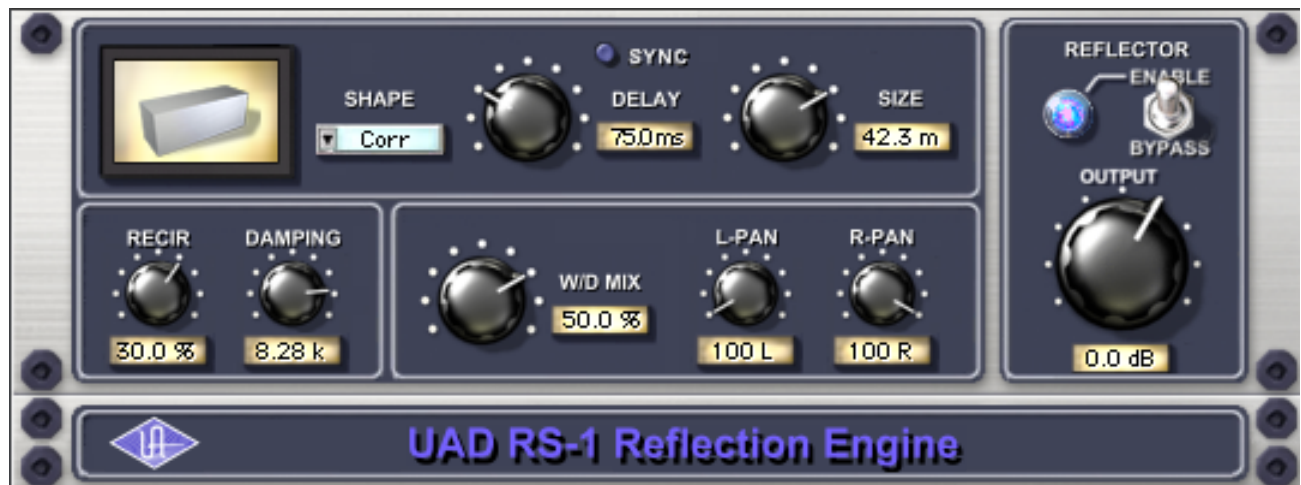 SYNC
REFLECTOR
ENABLE
SHAPE
DELAY
SIZE
Corr
75.0ms
42.3 m
BYPASS
OUTPUT
RECIR
DAMPING
L-PAN
R-PAN
W/D MIX
50.0 %
30.0 %
8.28 k
100 L
100 R
0.0 dB
UA
UAD RS-1 Reflection Engine